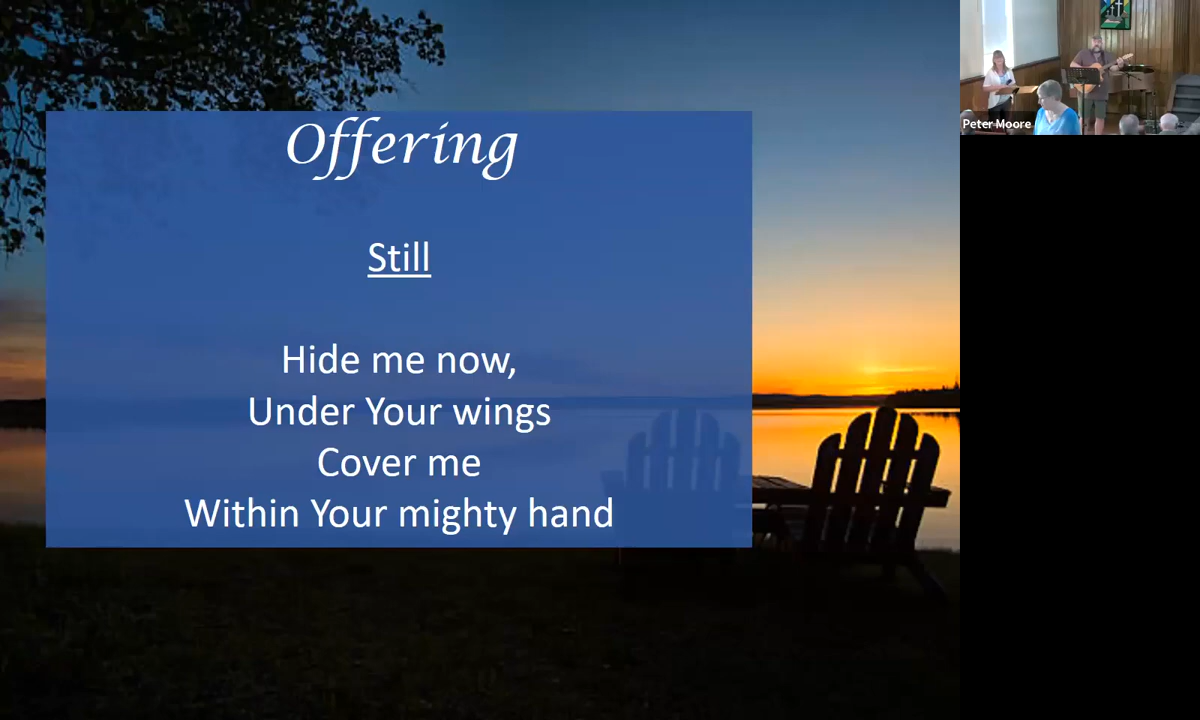 Offering
Still
Hide me now,
Under Your wings
Cover me
Within Your mighty hand
Peter Moore